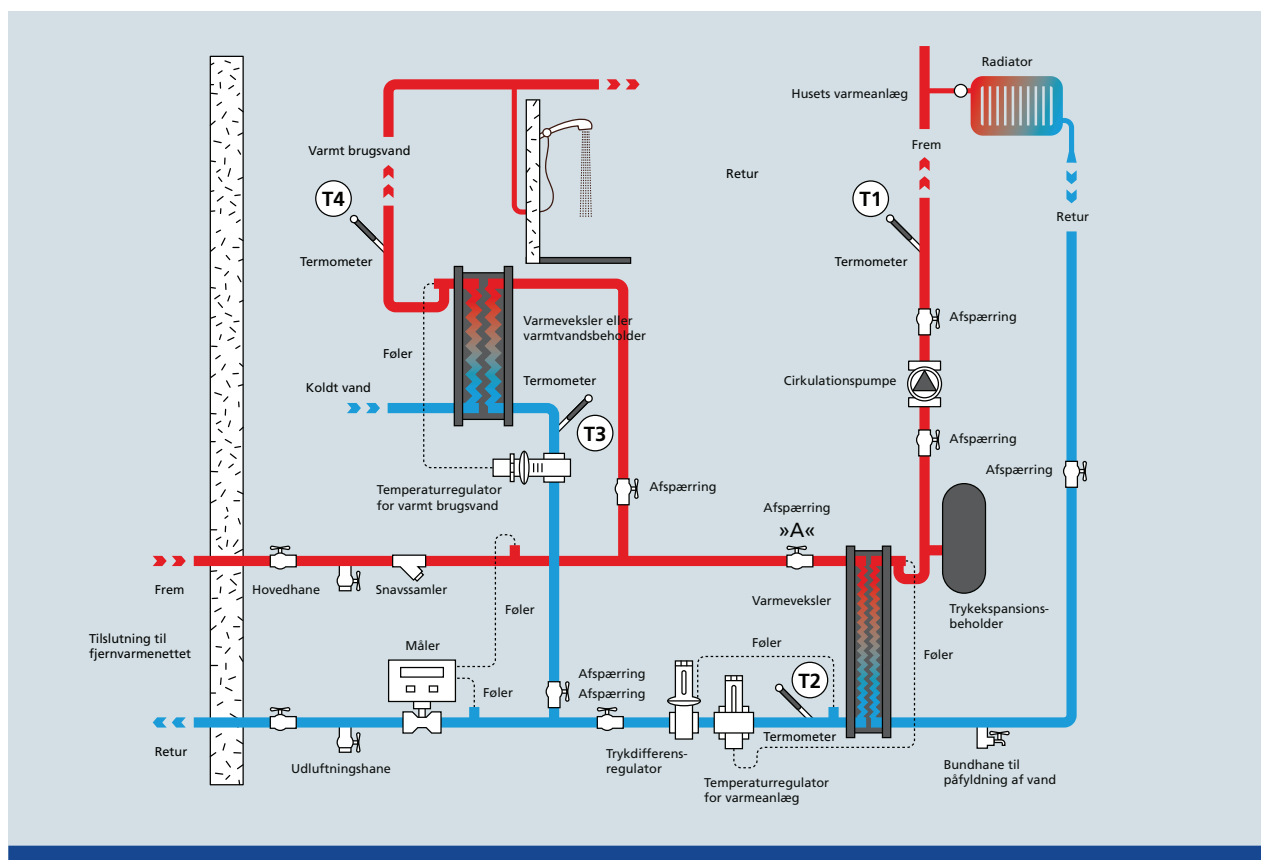 Radiator
Husets varmeanlæg
Varmt brugsvand
Frem
Retur
T4
T1
Retur
Termometer
Termometer
Afspærring
Varmeveksler eller
varmtvandsbeholder
Føler
Koldt vand
Termometer
Cirkulationspumpe
T3
Afspærring
Afspærring
Temperaturregulator
for varmt brugsvand
Afspærring
Afspærring
»A«
Frem
Hovedhane
Snavssamler
Føler
Varmeveksler
Trykekspansions-
beholder
Tilslutning til
fjernvarmenettet
Måler
Føler
Føler
Føler
Afspærring
Afspærring
T2
Retur
Udluftningshane
Trykdifferens-
regulator
Termometer
Temperaturregulator
for varmeanlæg
Bundhane til
påfyldning af vand